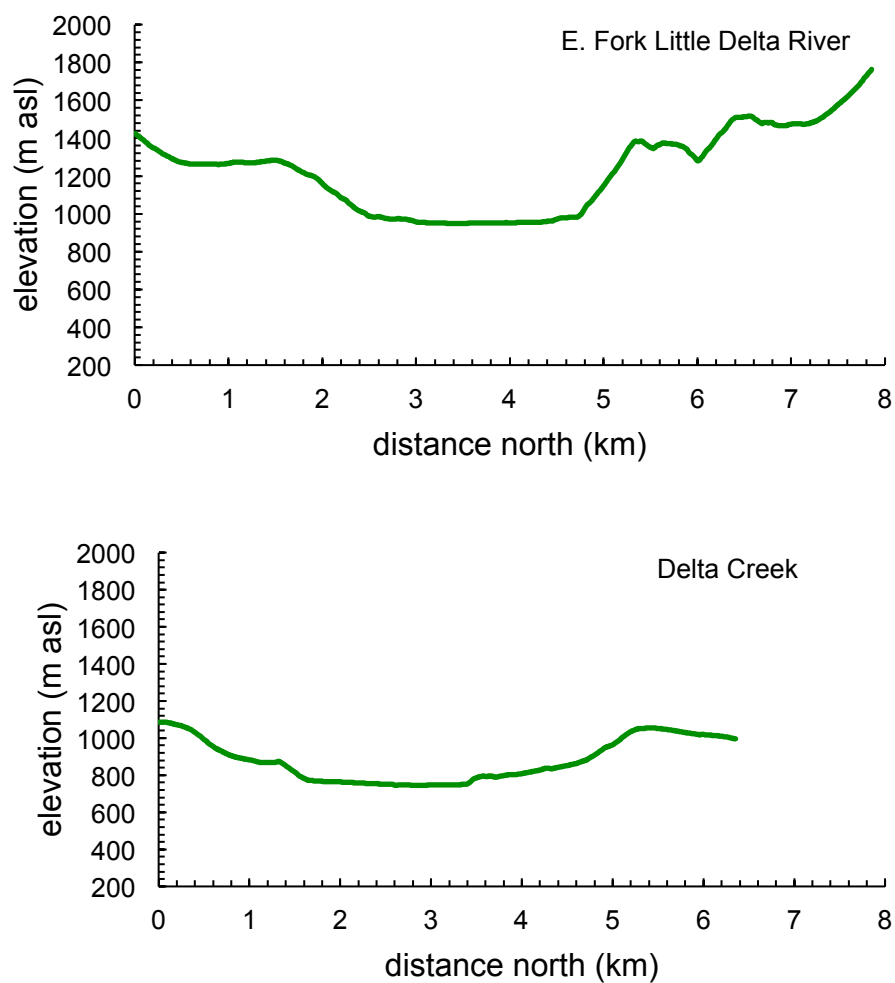 E. Fork Little Delta River
elevation (m asl)
2000
1800
1600
1400
1200
1000
800
600
400
200
0 1 2 3 4 5 6 7 8
distance north (km)
Delta Creek
elevation (m asl)
2000
1800
1600
1400
1200
1000
800
600
400
200
0 1 2 3 4 5 6 7 8
distance north (km)